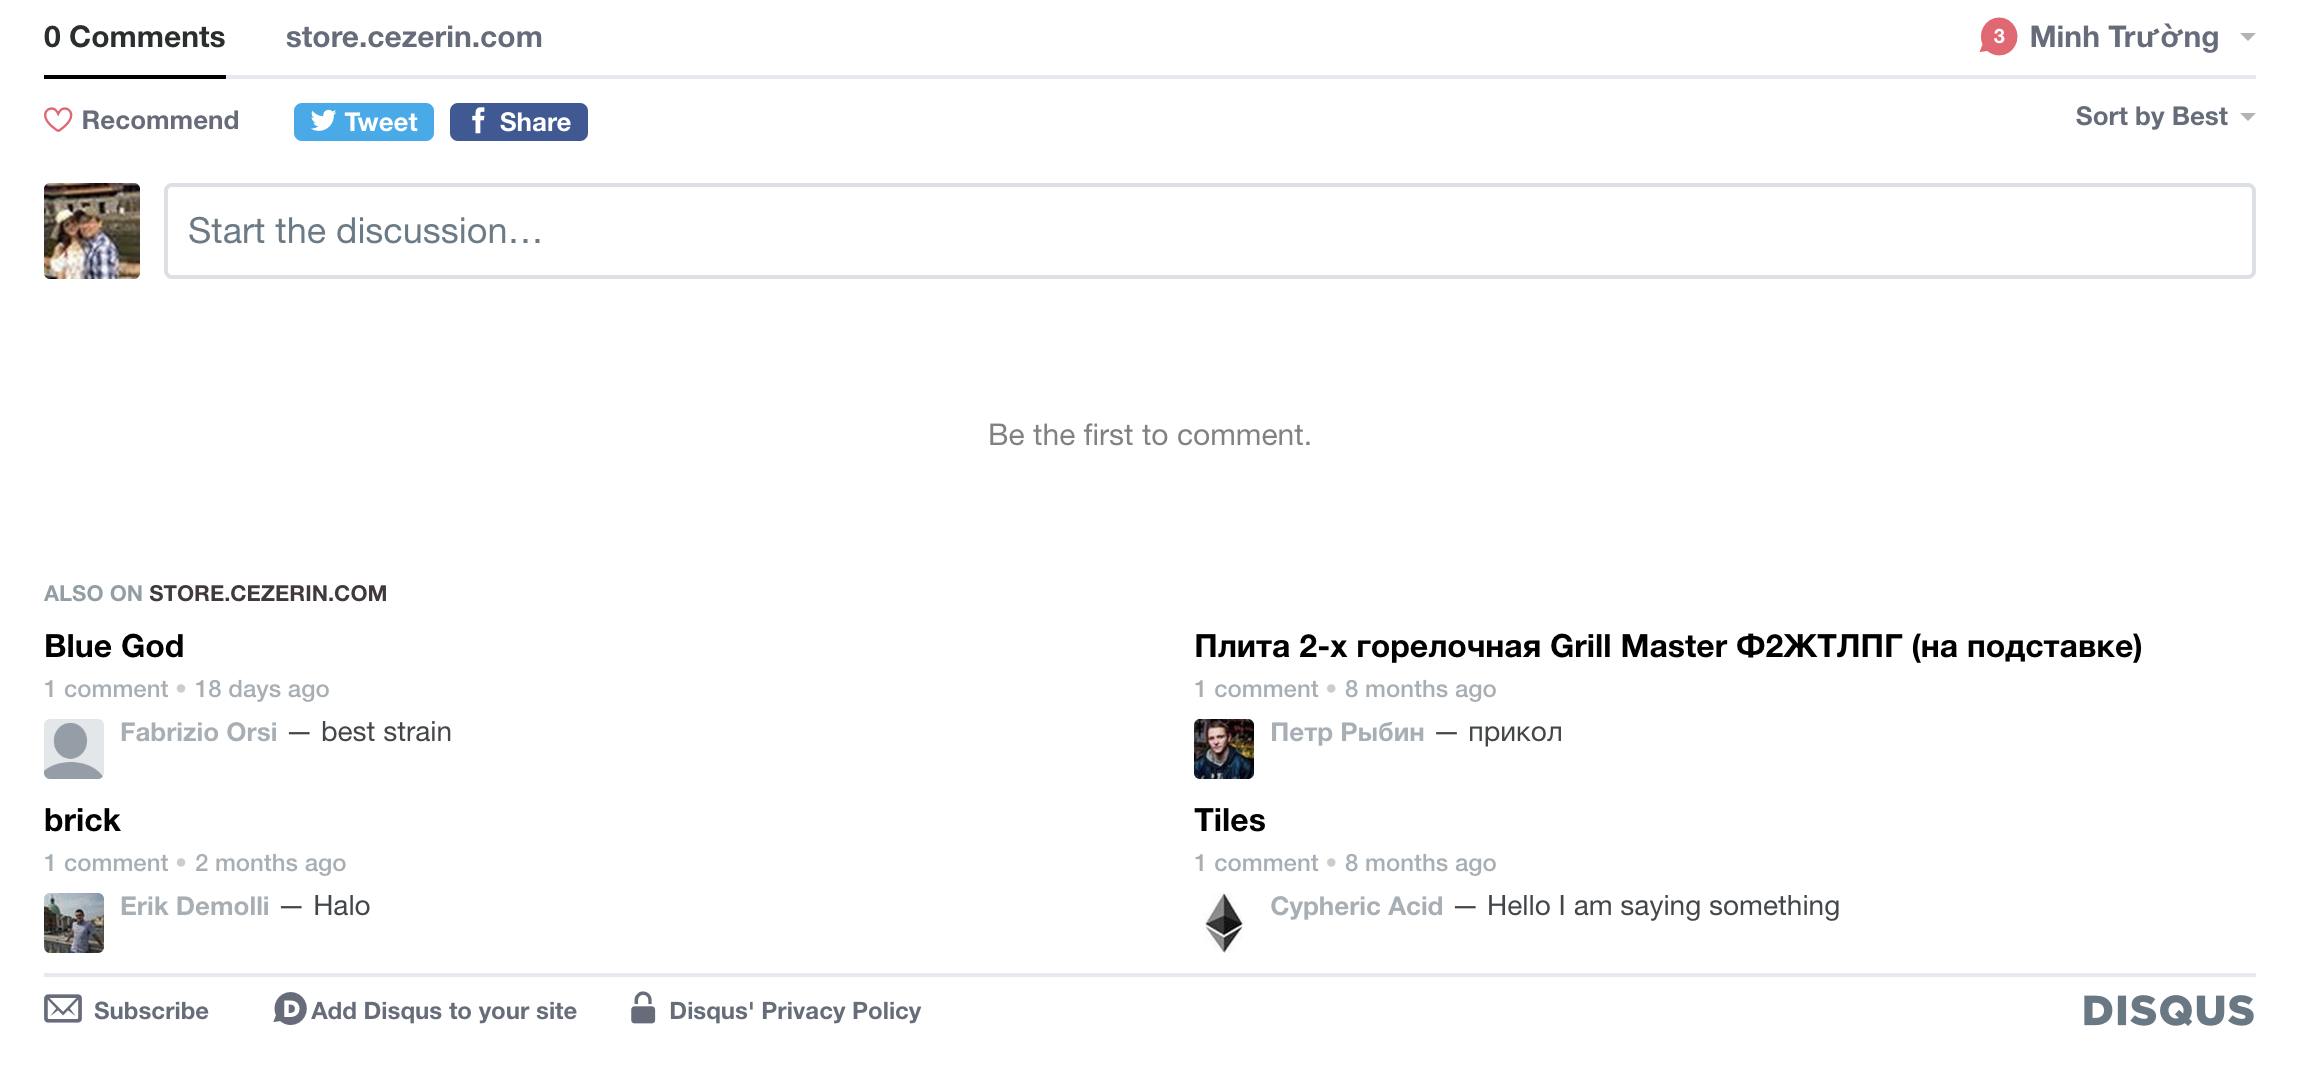 0 Comments store.cezerin.com 3 Minh Trường
Recommend Tweet Share Sort by Best
Start the discussion…
Be the first to comment.
ALSO ON STORE.CEZERIN.COM
Blue God
1 comment • 18 days ago
Fabrizio Orsi — best strain
Плита 2-х горелочная Grill Master Ф2ЖТЛПГ (на подставке)
1 comment • 8 months ago
Петр Рыбин — прикол
brick
1 comment • 2 months ago
Erik Demolli — Halo
Tiles
1 comment • 8 months ago
Cypheric Acid — Hello I am saying something
Subscribe D Add Disqus to your site Disqus' Privacy Policy DISQUS